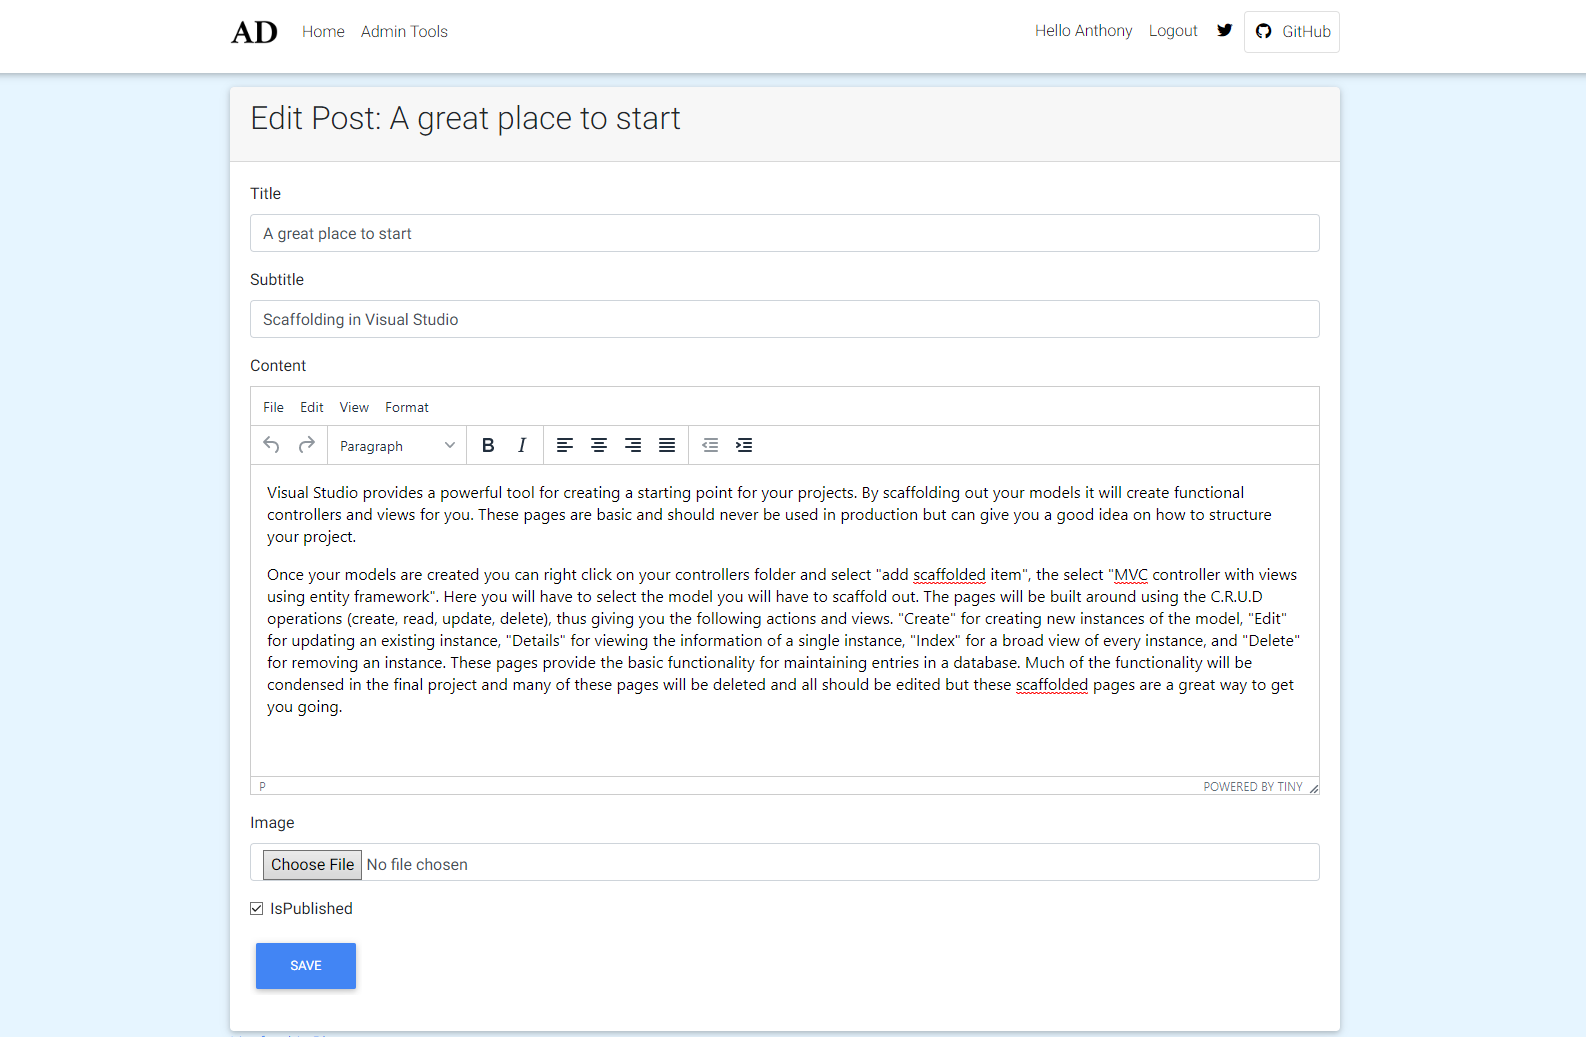 AD Home Admin Tools Hello Anthony Logout GitHub
Edit Post: A great place to start
Title
A great place to start
Subtitle
Scaffolding in Visual Studio
Content
File Edit View Format
Paragraph B I
Visual Studio provides a powerful tool for creating a starting point for your projects. By scaffolding out your models it will create functional
controllers and views for you. These pages are basic and should never be used in production but can give you a good idea on how to structure
your project.
Once your models are created you can right click on your controllers folder and select "add scaffolded item", the select "MVC controller with views
using entity framework". Here you will have to select the model you will have to scaffold out. The pages will be built around using the C.R.U.D
operations (create, read, update, delete), thus giving you the following actions and views. "Create" for creating new instances of the model, "Edit"
for updating an existing instance, "Details" for viewing the information of a single instance, "Index" for a broad view of every instance, and "Delete"
for removing an instance. These pages provide the basic functionality for maintaining entries in a database. Much of the functionality will be
condensed in the final project and many of these pages will be deleted and all should be edited but these scaffolded pages are a great way to get
you going.
P POWERED BY TINY
Image
Choose File No file chosen
IsPublished
SAVE